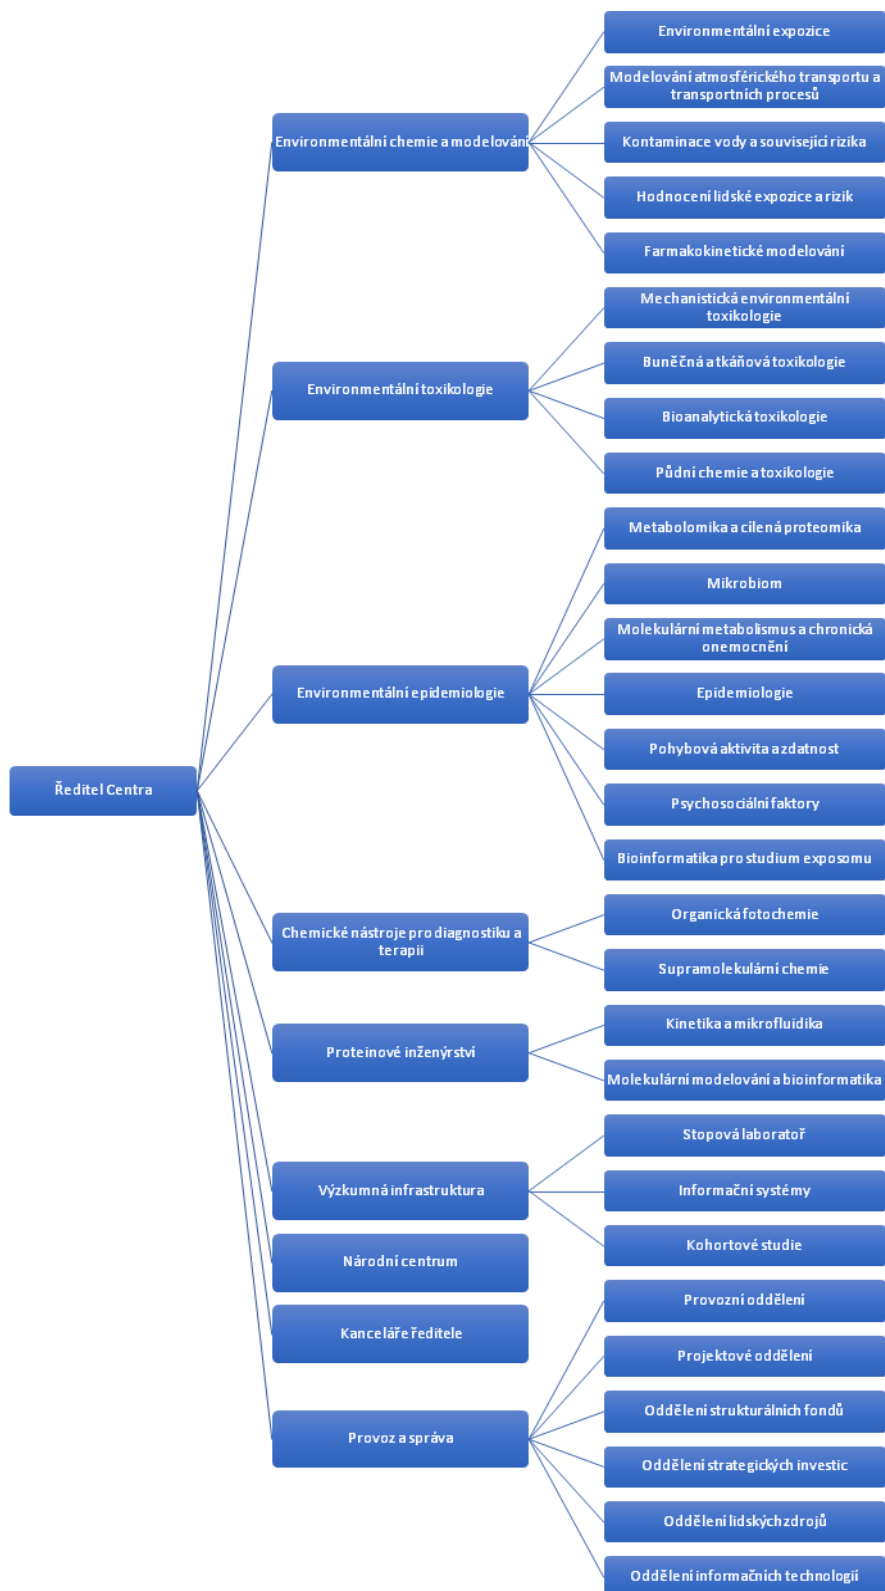 Environmentální expozice
Modelování atmosférického transportu a
transportních procesů
Environmentální chemie a modelování
Kontaminace vody a související rizika
Hodnocení lidské expozice a rizik
Farmakokinetické modelování
Mechanistická environmentální
toxikologie
Buněčná a tkáňová toxikologie
Environmentální toxikologie
Bioanalytická toxikologie
Půdní chemie a toxikologie
Metabolomika a cílená proteomika
Mikrobiom
Molekulární metabolismus a chronická
onemocnění
Environmentální epidemiologie
Epidemiologie
Pohybová aktivita a zdatnost
Ředitel Centra
Psychosociální faktory
Bioinformatika pro studium exposomu
Organická fotochemie
Chemické nástroje pro diagnostiku a
terapii
Supramolekulární chemie
Kinetika a mikrofluidika
Proteinové inženýrství
Molekulární modelování a bioinformatika
Stopová laboratoř
Výzkumná infrastruktura
Informační systémy
Kohortové studie
Národní centrum
Provozní oddělení
Kanceláře ředitele
Projektové oddělení
Oddělení strukturálních fondů
Provoz a správa
Oddělení strategických investic
Oddělení lidských zdrojů
Oddělení informačních technologií